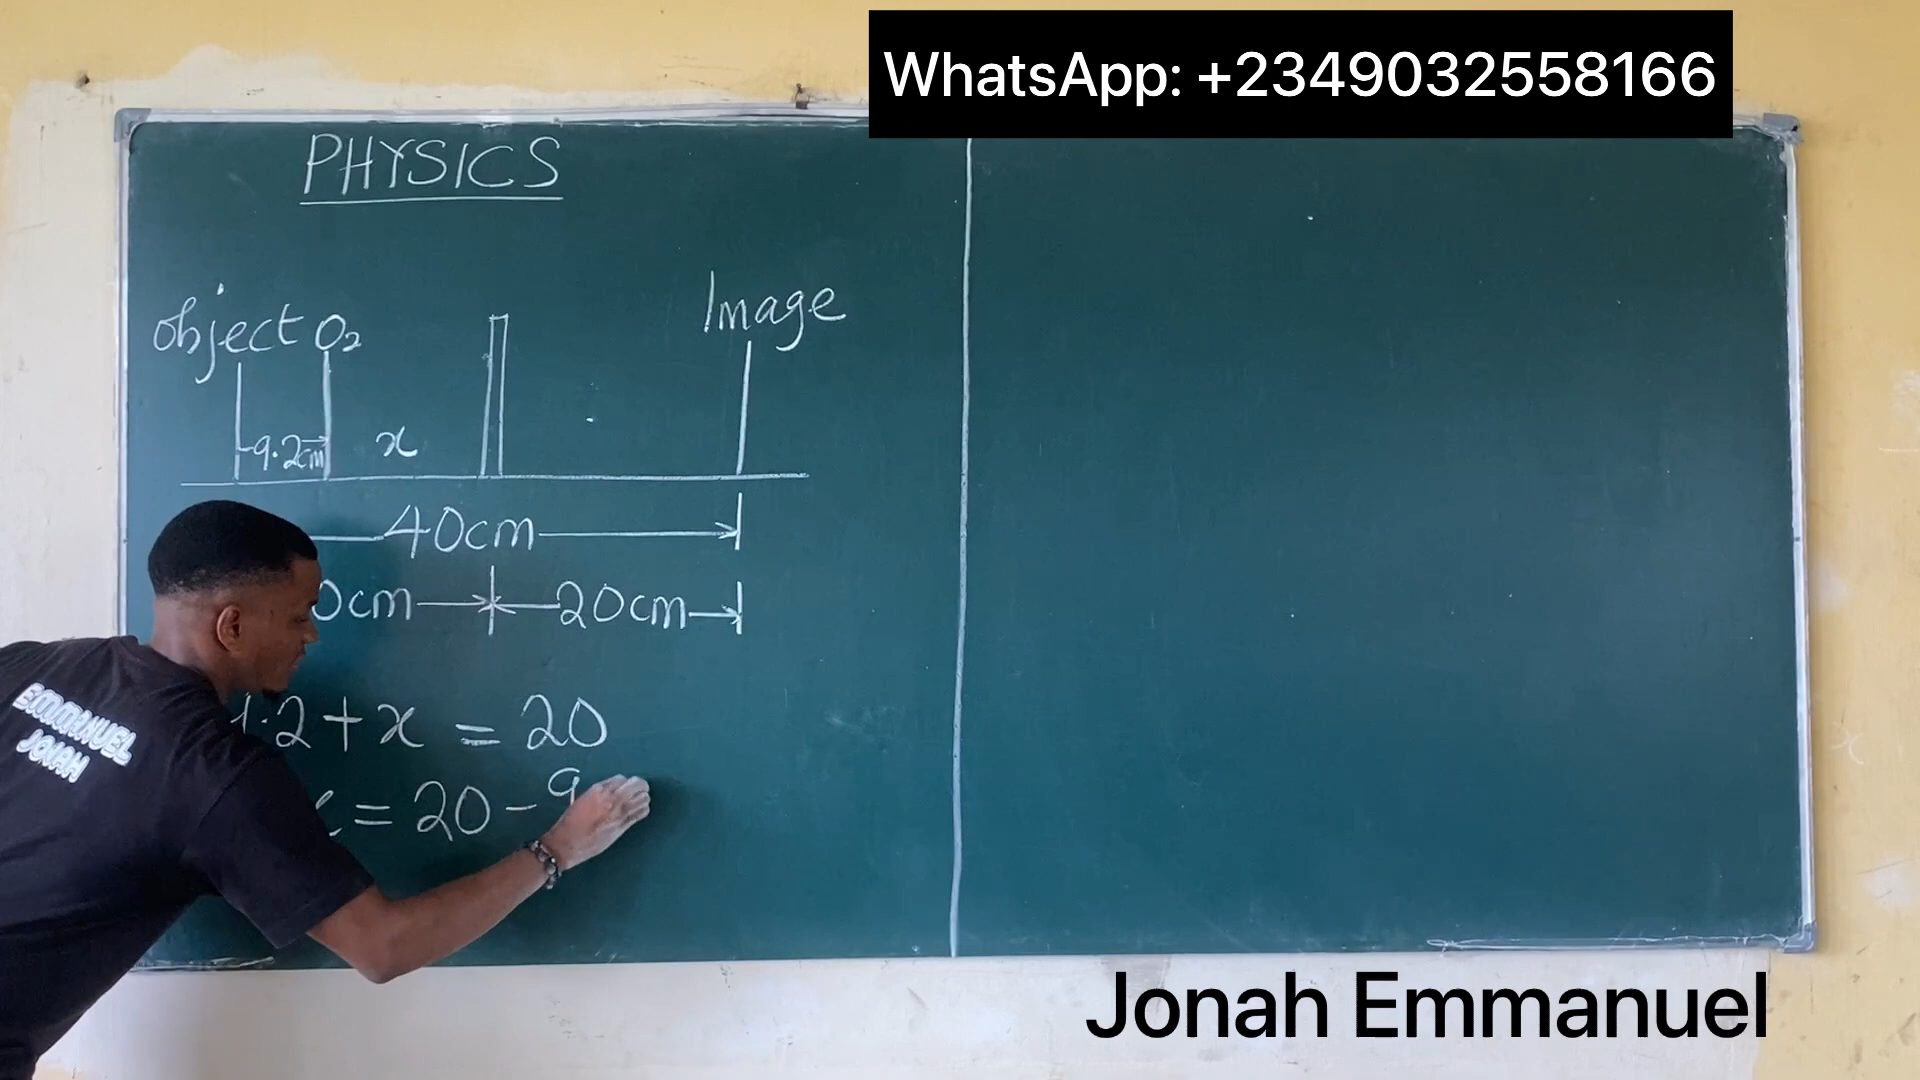 WhatsApp: +2349032558166
PHYSICS
Object O₂
Image
9.2cm
x
40cm
0cm
20cm
.2 + x = 20
x = 20 - 9
EMMANUEL
JONAH
Jonah Emmanuel